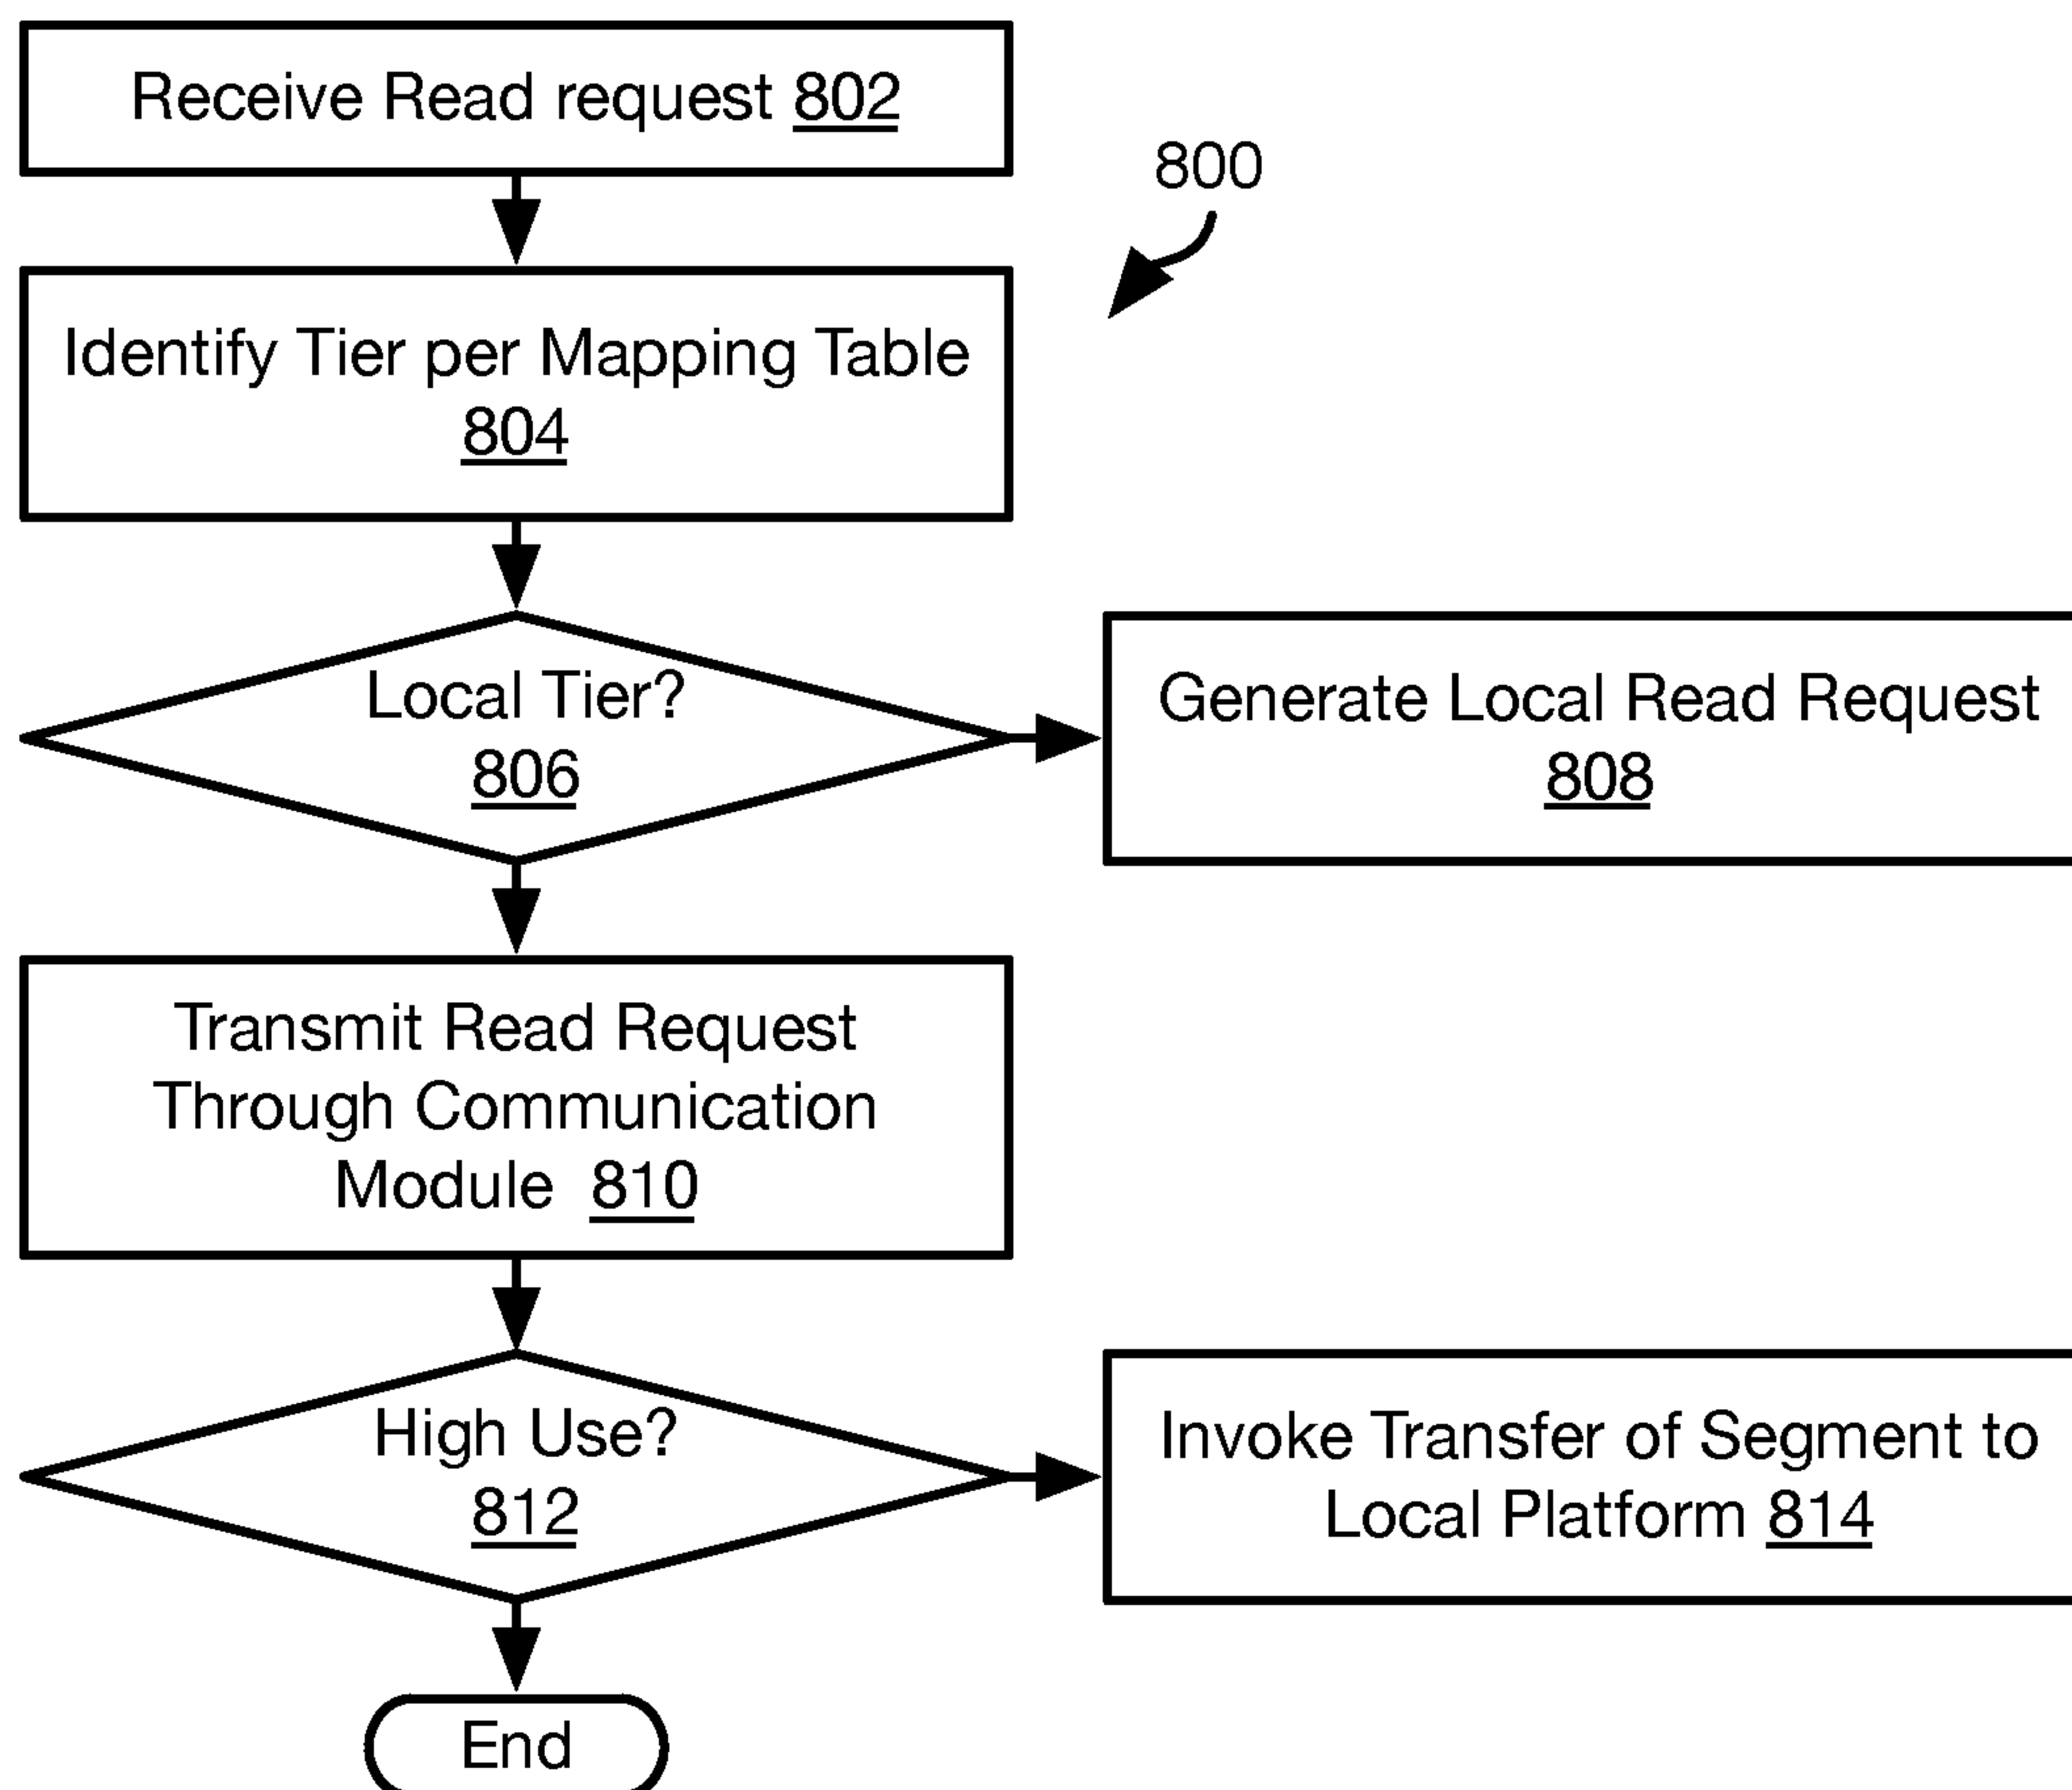 Receive Read request 802
800
Identify Tier per Mapping Table
804
Local Tier?
806
Generate Local Read Request
808
Transmit Read Request
Through Communication
Module 810
High Use?
812
Invoke Transfer of Segment to
Local Platform 814
End